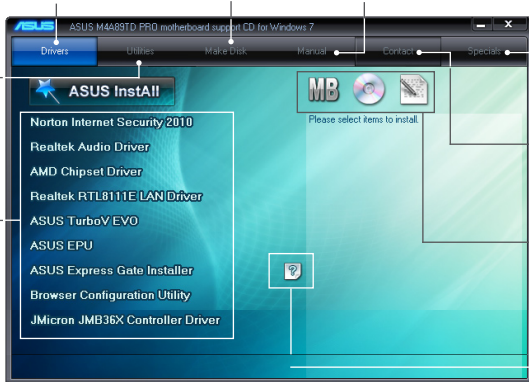 ASUS ASUS M4A89TD PRO motherboard support CD for Windows 7
Drivers Utilities Make Disk Manual Contact Specials
ASUS InstAll
MB
Please select items to install.
Norton Internet Security 2010
Realtek Audio Driver
AMD Chipset Driver
Realtek RTL8111E LAN Driver
ASUS TurboV EVO
ASUS EPU
ASUS Express Gate Installer
Browser Configuration Utility
JMicron JMB36X Controller Driver